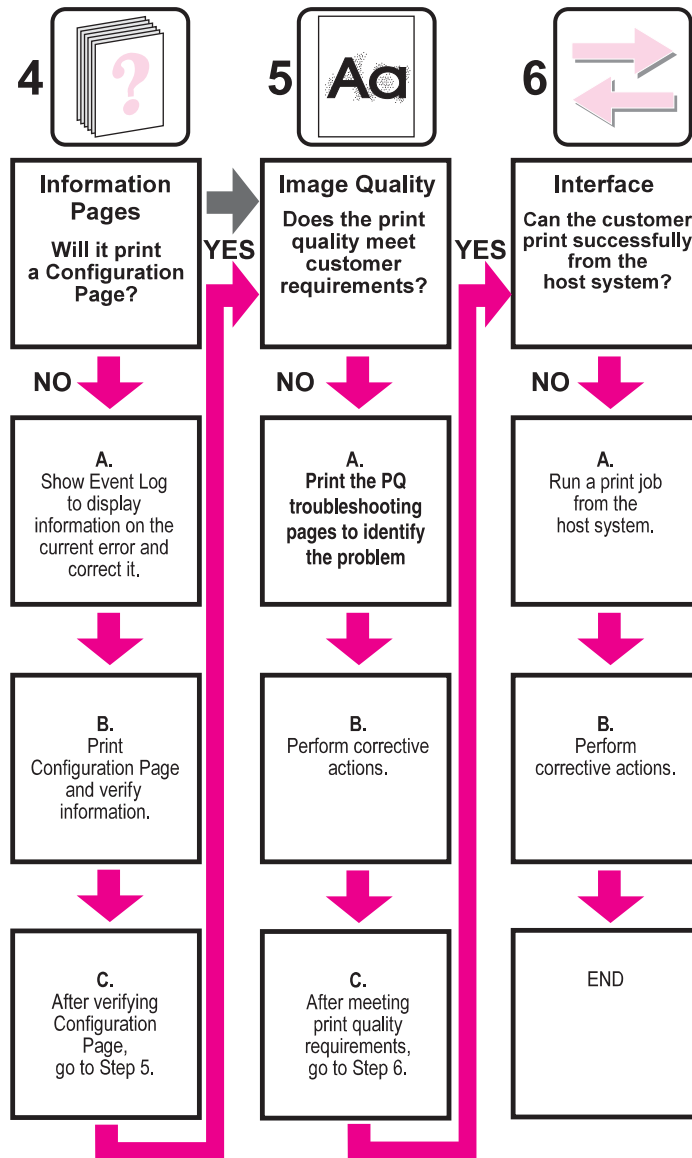 4
?
Information
Pages
Will it print
a Configuration
Page?
YES
NO
A.
Show Event Log
to display
information on the
current error and
correct it.
B.
Print
Configuration Page
and verify
information.
C.
After verifying
Configuration
Page,
go to Step 5.
5
Aa
Image Quality
Does the print
quality meet
customer
requirements?
YES
NO
A.
Print the PQ
troubleshooting
pages to identify
the problem
B.
Perform corrective
actions.
C.
After meeting
print quality
requirements,
go to Step 6.
6
Interface
Can the customer
print successfully
from the
host system?
NO
A.
Run a print job
from the
host system.
B.
Perform
corrective actions.
END